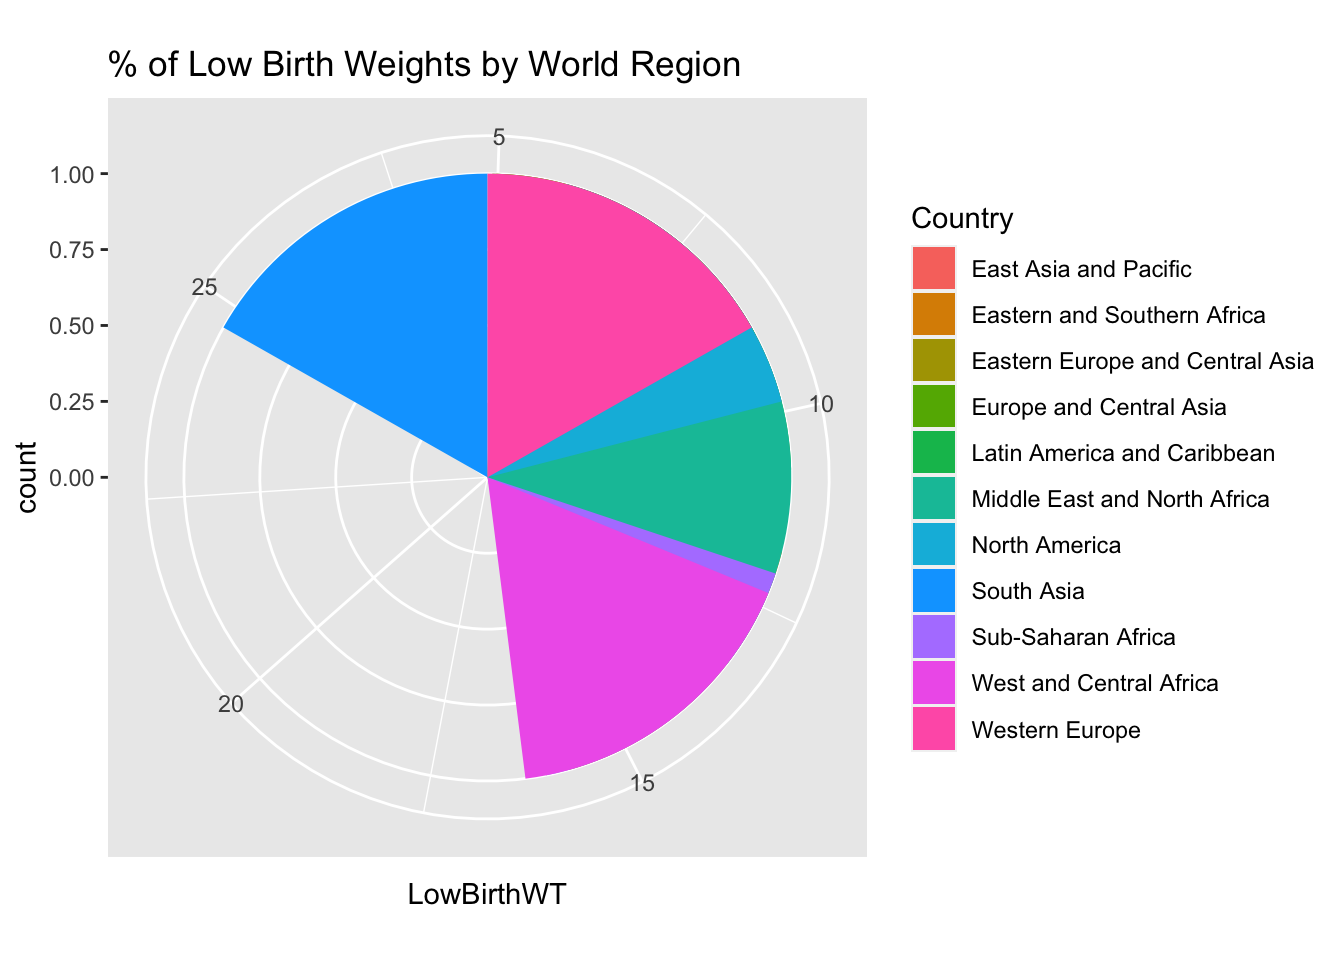 % of Low Birth Weights by World Region
5
10
15
20
25
1.00
0.75
0.50
0.25
0.00
count
LowBirthWT
Country
East Asia and Pacific
Eastern and Southern Africa
Eastern Europe and Central Asia
Europe and Central Asia
Latin America and Caribbean
Middle East and North Africa
North America
South Asia
Sub-Saharan Africa
West and Central Africa
Western Europe